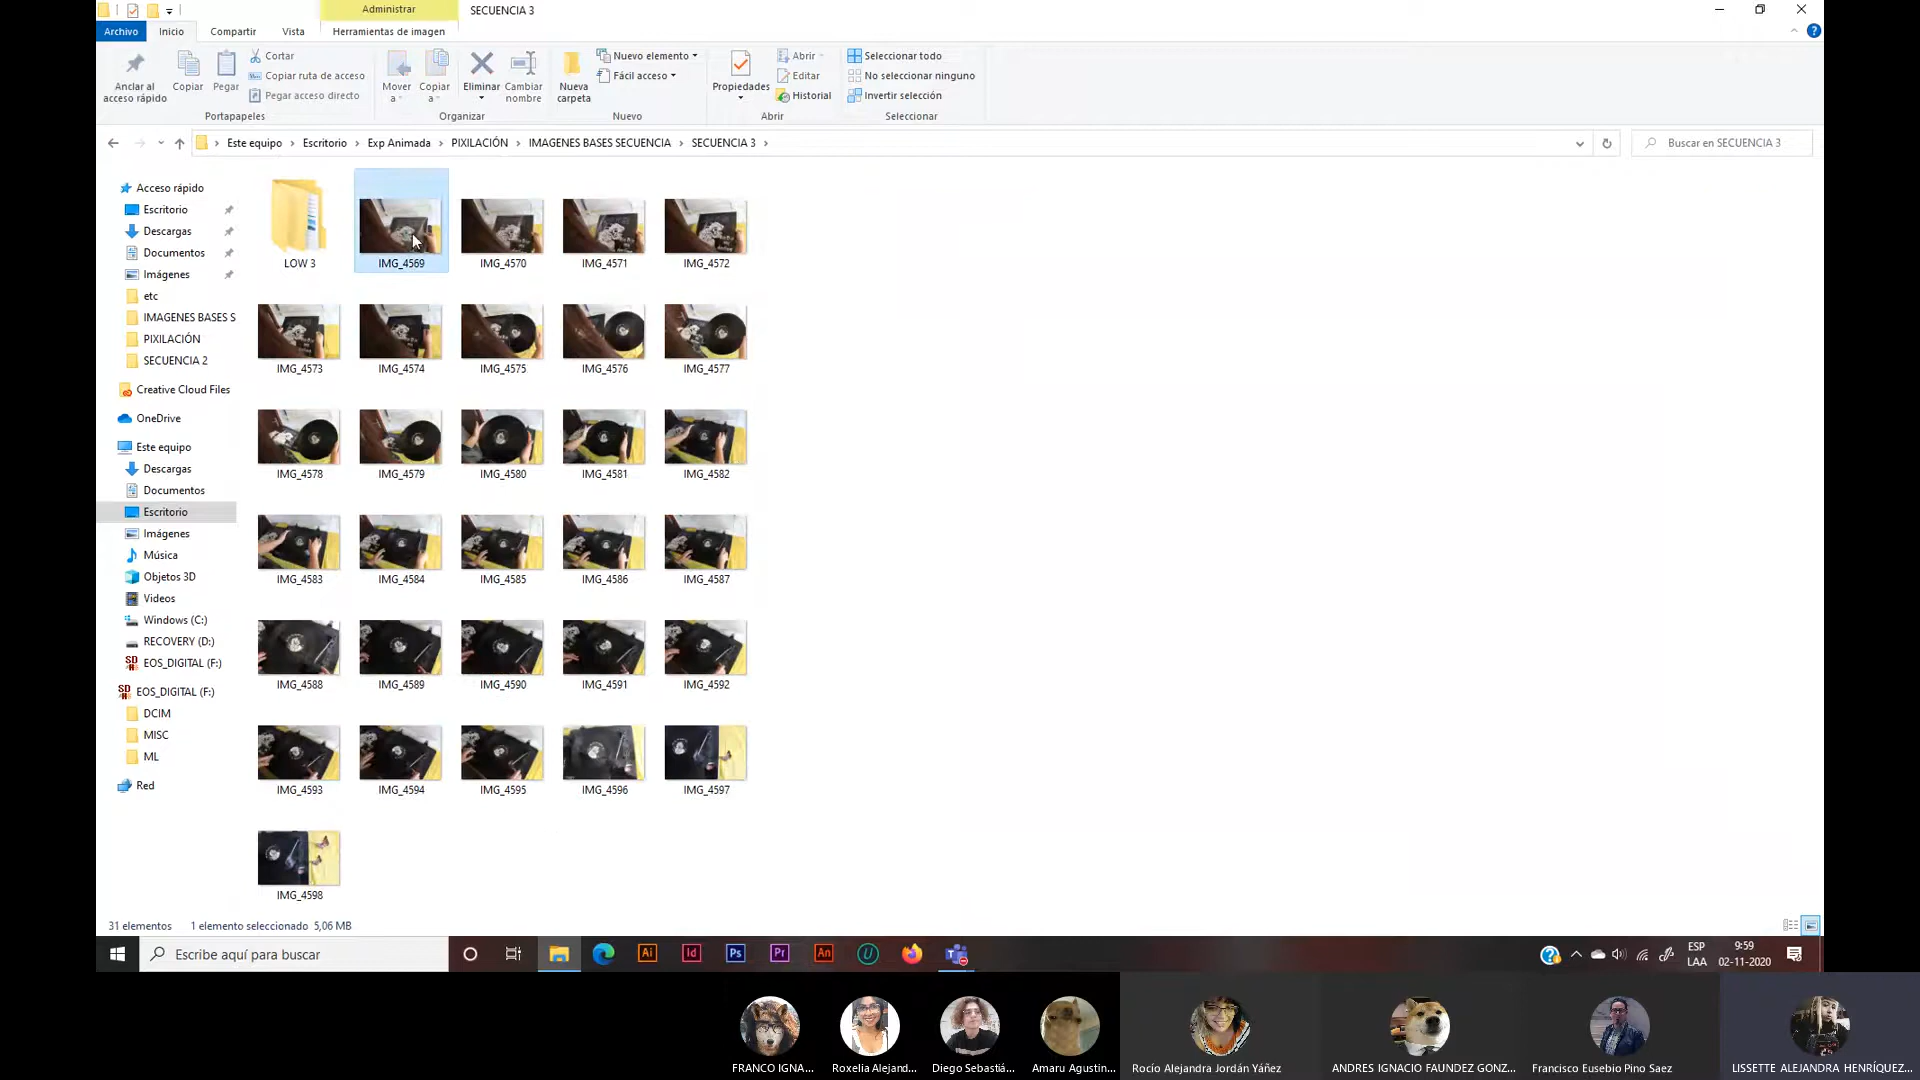 Administrar
SECUENCIA 3
Archivo
Inicio
Compartir
Vista
Herramientas de imagen
Anclar al acceso rápido
Copiar
Pegar
Cortar
Copiar ruta de acceso
Pegar acceso directo
Portapapeles
Mover a
Copiar a
Eliminar
Cambiar nombre
Organizar
Nueva carpeta
Nuevo elemento
Fácil acceso
Nuevo
Propiedades
Abrir
Editar
Historial
Abrir
Seleccionar todo
No seleccionar ninguno
Invertir selección
Seleccionar
Este equipo > Escritorio > Exp Animada > PIXILACIÓN > IMAGENES BASES SECUENCIA > SECUENCIA 3 >
Buscar en SECUENCIA 3
Acceso rápido
Escritorio
Descargas
Documentos
Imágenes
etc
IMAGENES BASES S
PIXILACIÓN
SECUENCIA 2
Creative Cloud Files
OneDrive
Este equipo
Descargas
Documentos
Escritorio
Imágenes
Música
Objetos 3D
Videos
Windows (C:)
RECOVERY (D:)
EOS_DIGITAL (F:)
EOS_DIGITAL (F:)
DCIM
MISC
ML
Red
LOW 3 IMG_4569 IMG_4570 IMG_4571 IMG_4572
IMG_4573 IMG_4574 IMG_4575 IMG_4576 IMG_4577
IMG_4578 IMG_4579 IMG_4580 IMG_4581 IMG_4582
IMG_4583 IMG_4584 IMG_4585 IMG_4586 IMG_4587
IMG_4588 IMG_4589 IMG_4590 IMG_4591 IMG_4592
IMG_4593 IMG_4594 IMG_4595 IMG_4596 IMG_4597
IMG_4598
31 elementos 1 elemento seleccionado 5,06 MB
Escribe aquí para buscar
Ai Id Ps Pr An
ESP
LAA
9:59
02-11-2020
FRANCO IGNA... Roxelia Alejand... Diego Sebastiá... Amaru Agustin... Rocío Alejandra Jordán Yáñez ANDRES IGNACIO FAUNDEZ GONZ... Francisco Eusebio Pino Saez LISSETTE ALEJANDRA HENRÍQUEZ...